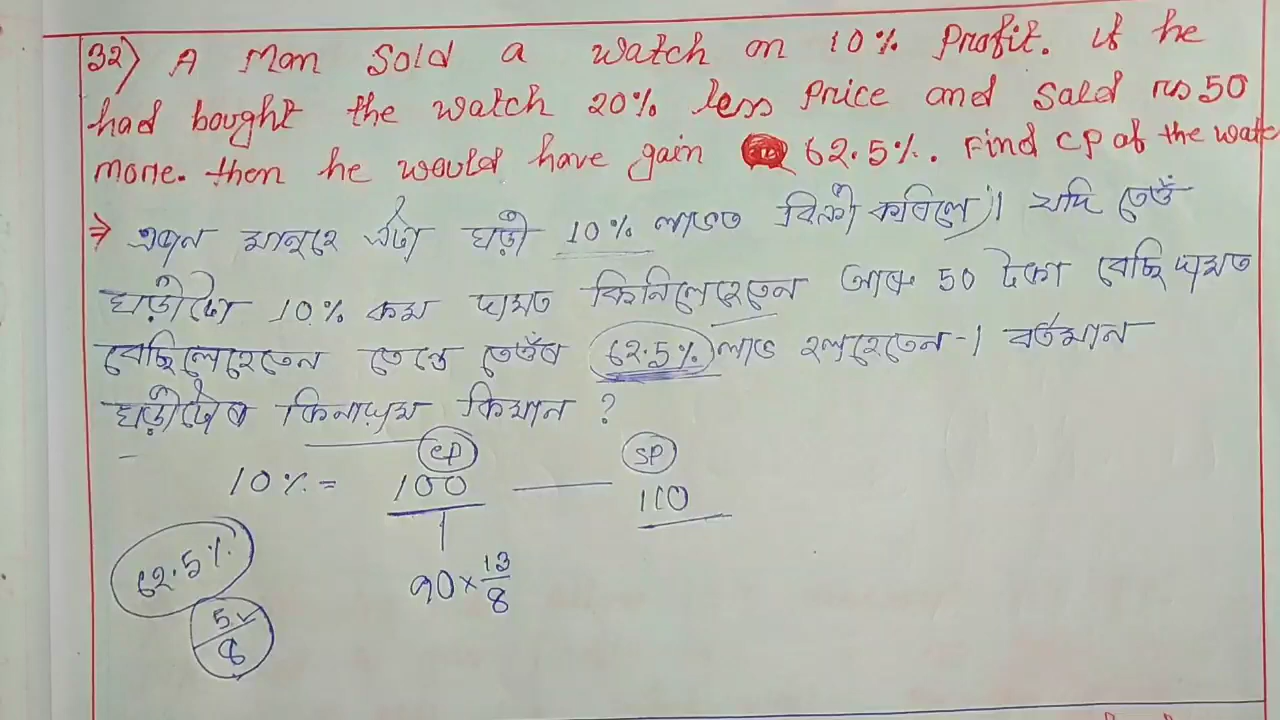 32) A Man Sold a watch on 10% Profit. if he
had bought the watch 20% less Price and Sald rs 50
more. then he would have gain 62.5%. Find CP of the watc
⇒ এজন মানুহে এটা ঘড়ী 10% লাভত বিক্ৰী কৰিলে। যদি তেওঁ
ঘড়ীটো 10% কম দামত কিনিলেহেতেন আৰু 50 টকা বেছি দামত
বেচিলেহেতেন তেন্তে তেওঁৰ 62.5% লাভ হলহেতেন-। বৰ্তমান
ঘড়ীটোৰ কিনাদাম কিমান ?
CP SP
10% = 100 — 110
62.5%
90 × 13/8
5/8